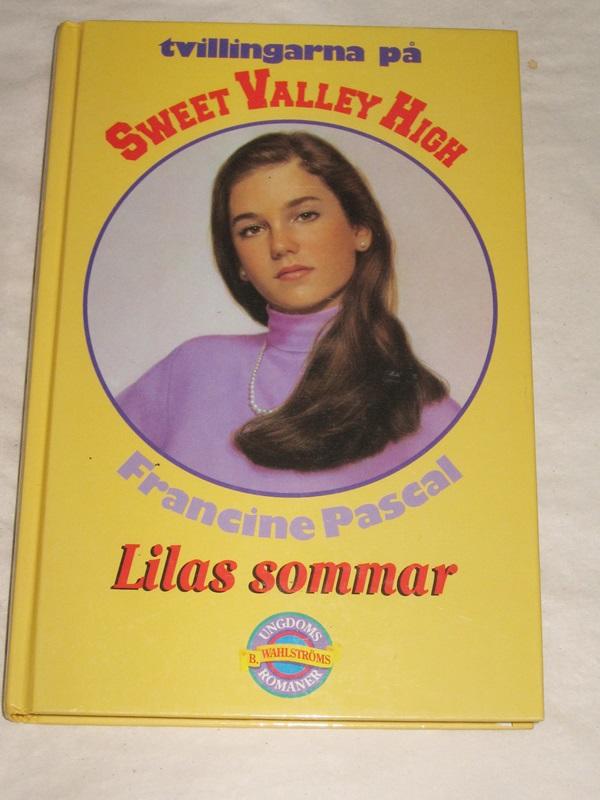 tvillingarna på
SWEET VALLEY HIGH
Francine Pascal
Lilas sommar
UNGDOMS
B. WAHLSTRÖMS
ROMANER